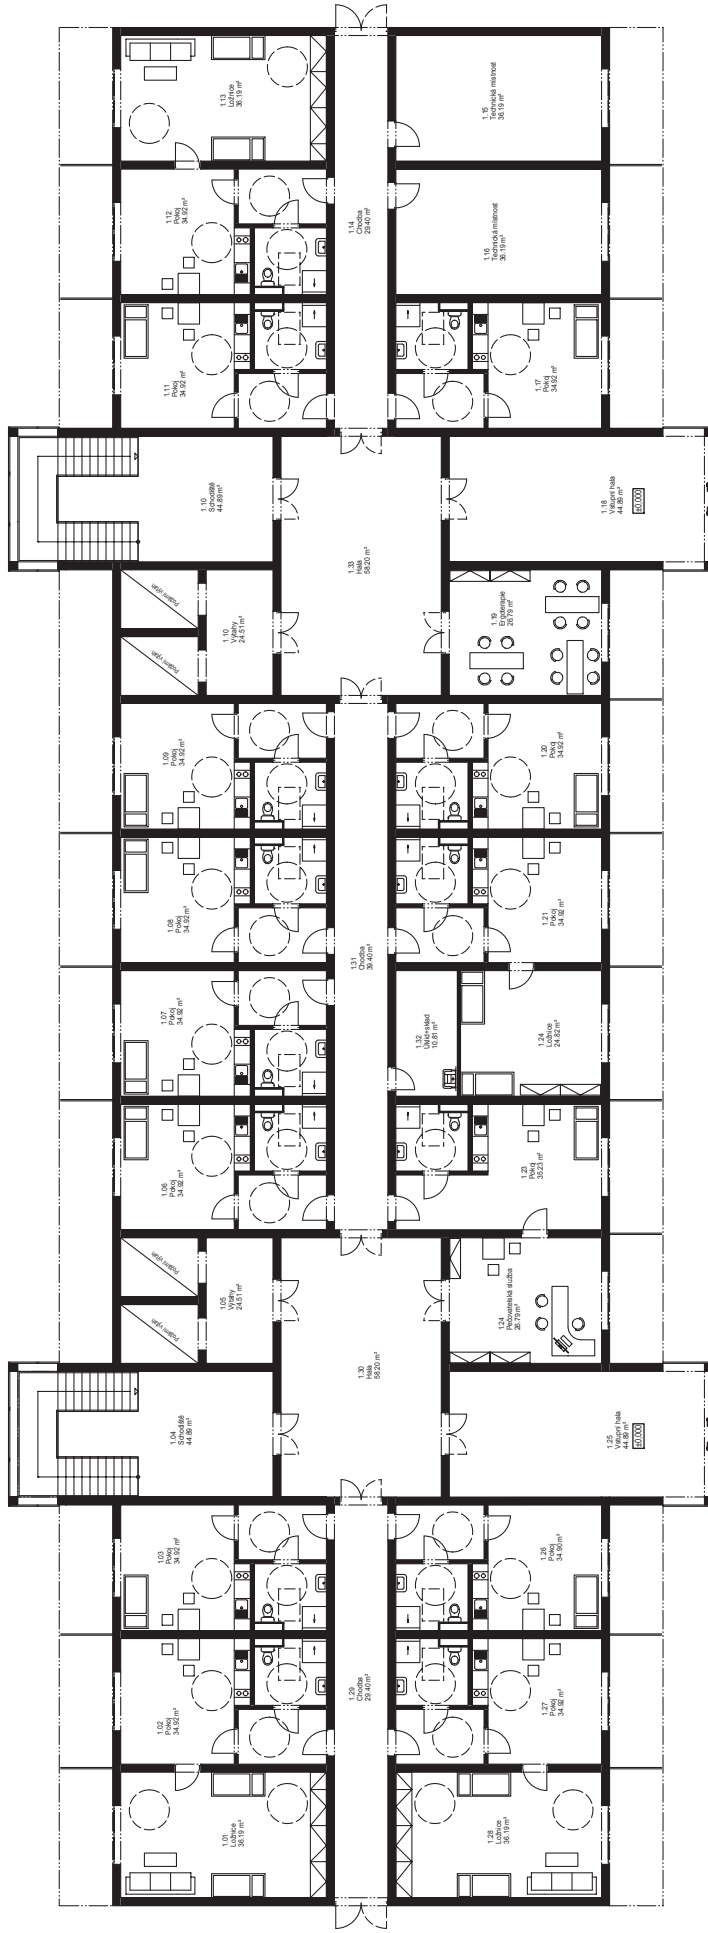 1.13
Ložnice
36.19 m²
1.15
Technická místnost
36.19 m²
1.12
Pokoj
34.92 m²
1.14
Chodba
29.40 m²
1.16
Technická místnost
36.19 m²
1.11
Pokoj
34.92 m²
1.17
Pokoj
34.92 m²
1.10
Schodiště
44.89 m²
1.18
Vstupní hala
44.89 m²
±0,000
1.33
Hala
58.20 m²
Požární výtah
Požární výtah
1.10
Výtahy
24.51 m²
1.19
Ergoterapie
26.79 m²
1.09
Pokoj
34.92 m²
1.20
Pokoj
34.92 m²
1.08
Pokoj
34.92 m²
1.21
Pokoj
34.92 m²
1.31
Chodba
39.40 m²
1.07
Pokoj
34.92 m²
1.32
Úklid+sklad
10.81 m²
1.24
Ložnice
24.82 m²
1.06
Pokoj
34.92 m²
1.23
Pokoj
35.23 m²
Požární výtah
Požární výtah
1.05
Výtahy
24.51 m²
1.24
Pečovatelská služba
26.79 m²
1.30
Hala
58.20 m²
1.04
Schodiště
44.89 m²
1.25
Vstupní hala
44.89 m²
±0,000
1.03
Pokoj
34.92 m²
1.26
Pokoj
34.90 m²
1.02
Pokoj
34.92 m²
1.29
Chodba
29.40 m²
1.27
Pokoj
34.92 m²
1.01
Ložnice
36.19 m²
1.28
Ložnice
36.19 m²